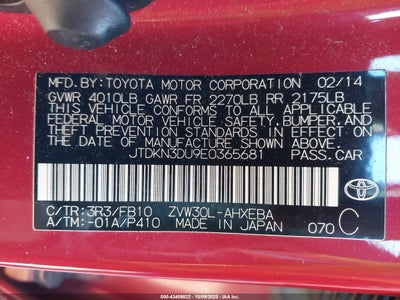 MFD.BY:TOYOTA MOTOR CORPORATION 02/14
GVWR 4010LB GAWR FR 2270LB RR 2175LB
THIS VEHICLE CONFORMS TO ALL APPLICABLE
FEDERAL MOTOR VEHICLE SAFETY,BUMPER,AND
THEFT PREVENTION STANDARDS IN EFFECT ON
THE DATE OF MANUFACTURE SHOWN ABOVE.
JTDKN3DU9E0365681 PASS.CAR
C/TR:3R3/FB10 ZVW30L-AHXEBA
A/TM:-01A/P410 MADE IN JAPAN 070 C
TOYOTA
000-43409822 - 10/09/2025 - IAAI.COM